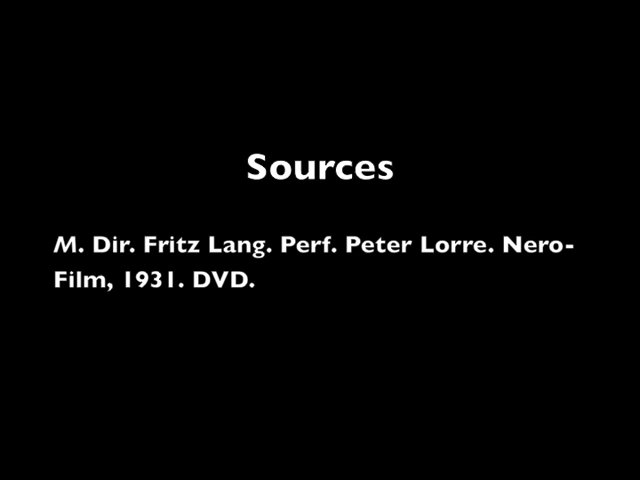 Sources
M. Dir. Fritz Lang. Perf. Peter Lorre. Nero-
Film, 1931. DVD.